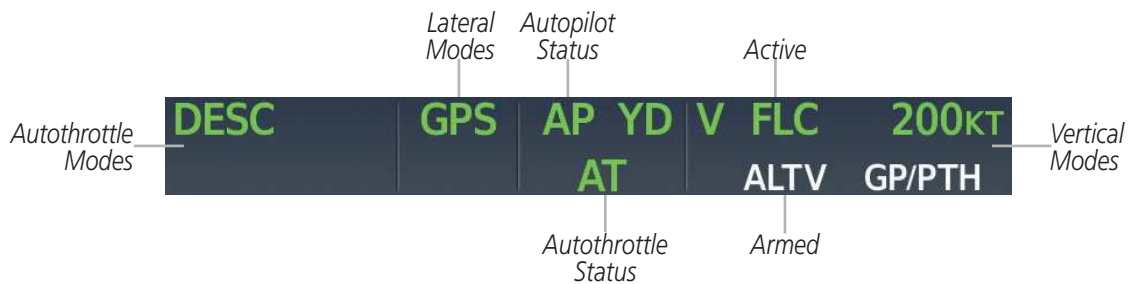 Lateral Modes
Autopilot Status
Active
Autothrottle Modes
DESC GPS AP YD V FLC 200KT
AT ALTV GP/PTH
Vertical Modes
Autothrottle Status
Armed